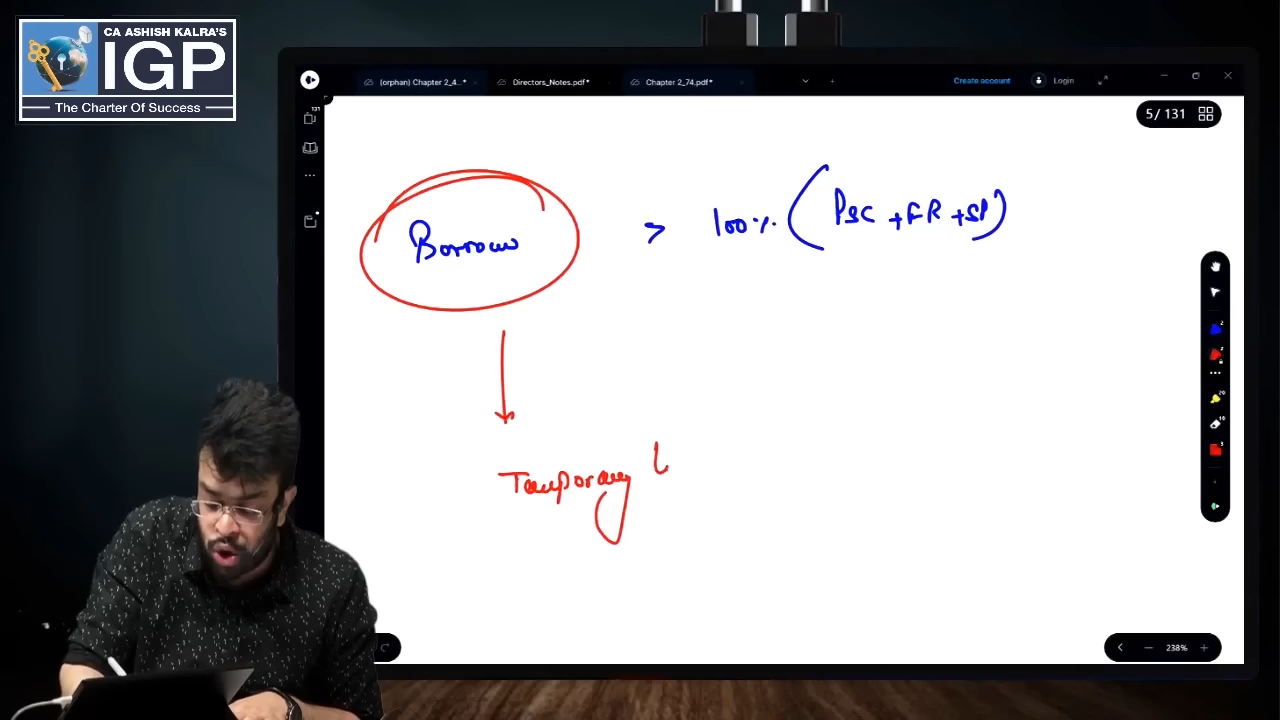 CA ASHISH KALRA'S
IGP
The Charter Of Success
(orphan) Chapter 2_4...*
Directors_Notes.pdf*
Chapter 2_74.pdf*
Create account
Login
131
5/ 131
Borrow > 100% (PSC + FR + SP)
Temporary L
238%